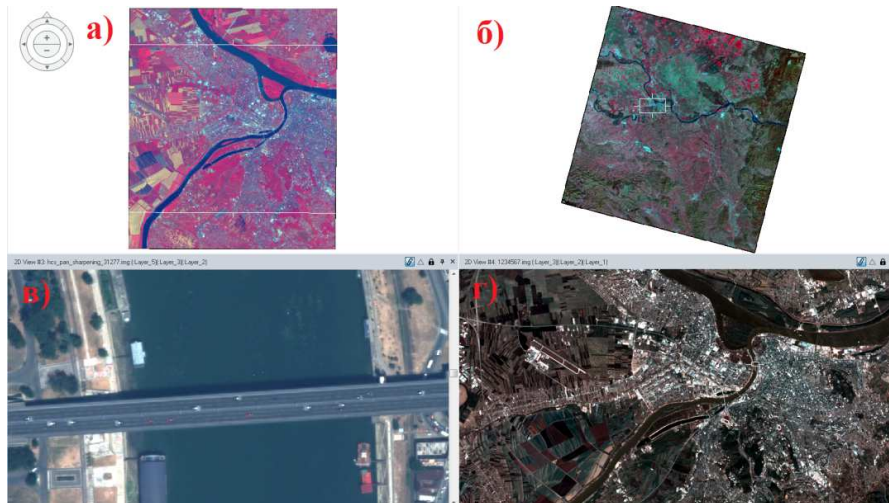 а)
б)
2D View #3: hcs_pan_sharpening_31277.img (:Layer_5)(:Layer_3)(:Layer_2)
2D View #4: 1234567.img (:Layer_3)(:Layer_2)(:Layer_1)
в)
г)